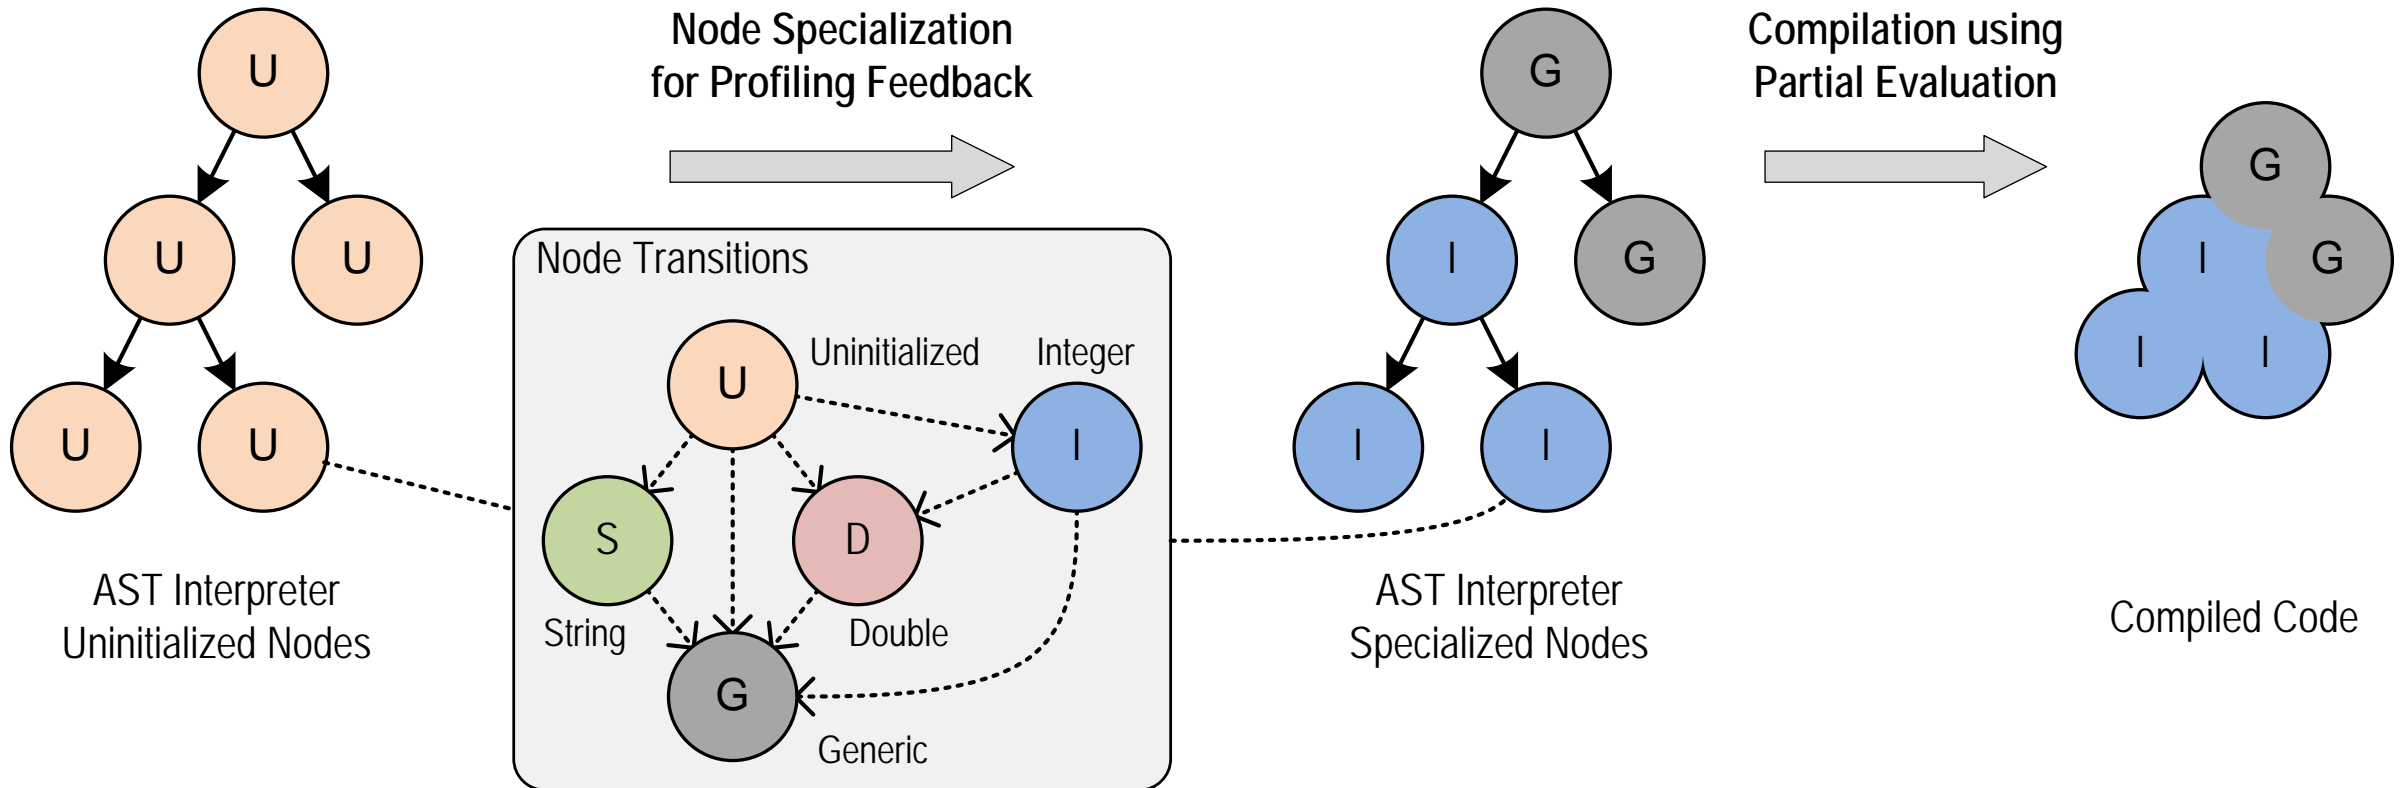 U
U
U
U
U
AST Interpreter
Uninitialized Nodes
Node Specialization
for Profiling Feedback
Node Transitions
U
Uninitialized
Integer
I
S
D
String
Double
G
Generic
G
I
G
I
I
AST Interpreter
Specialized Nodes
Compilation using
Partial Evaluation
G
I
G
I
I
Compiled Code